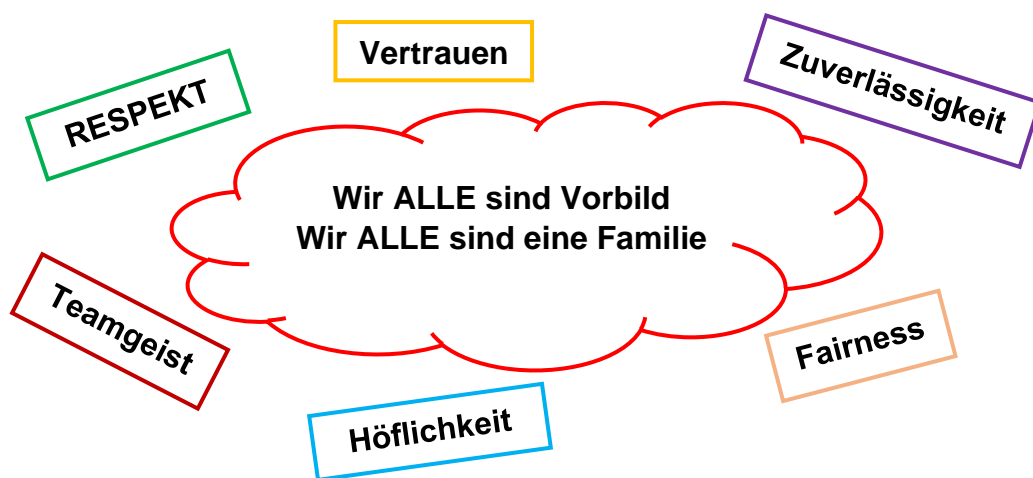 Vertrauen
Zuverlässigkeit
RESPEKT
Wir ALLE sind Vorbild
Wir ALLE sind eine Familie
Teamgeist
Fairness
Höflichkeit